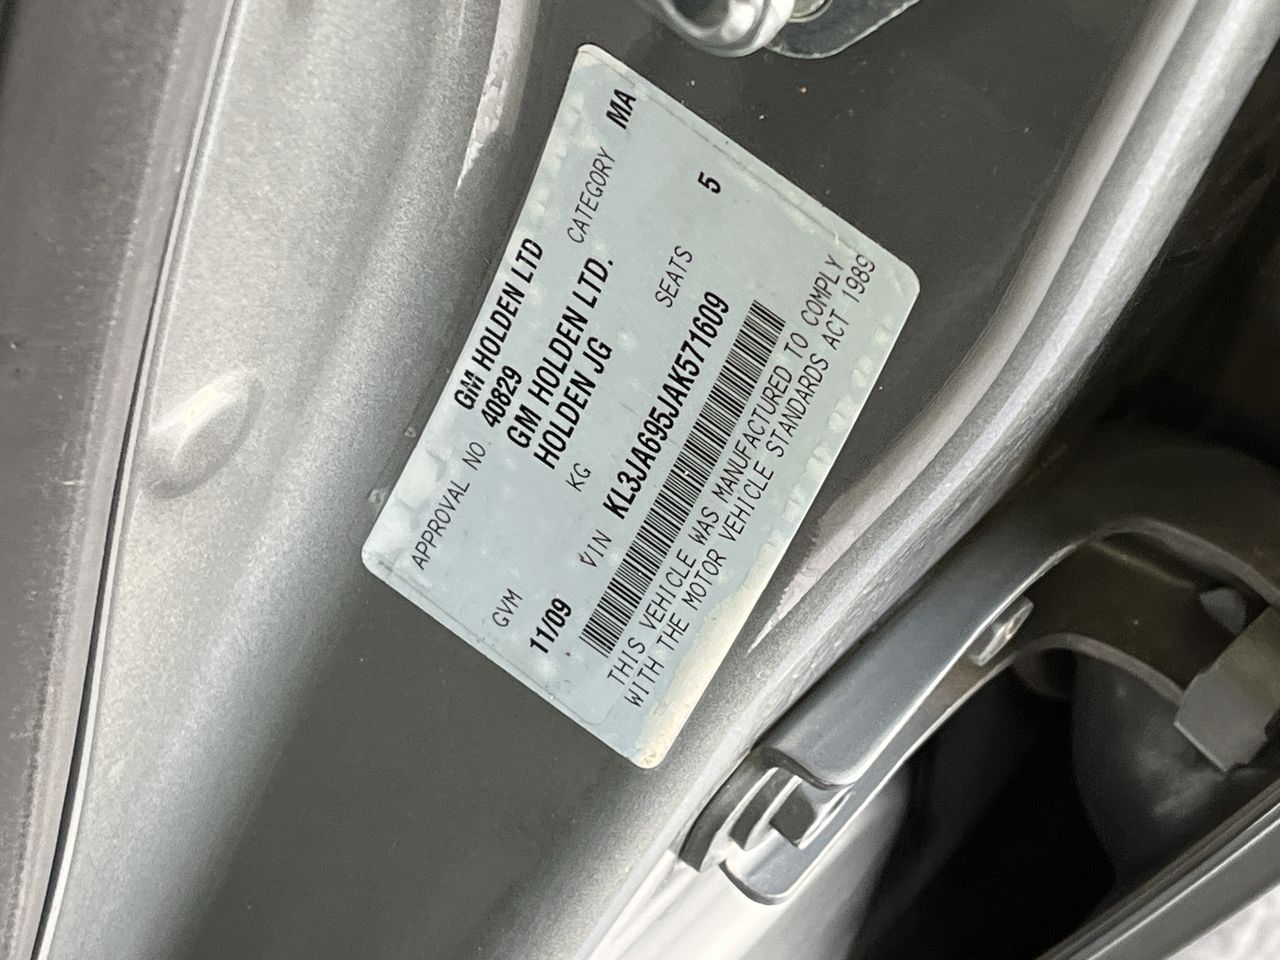 GM HOLDEN LTD
APPROVAL NO. 40829 CATEGORY MA
GM HOLDEN LTD.
HOLDEN JG
GVM KG SEATS 5
11/09 VIN KL3JA695JAK571609
THIS VEHICLE WAS MANUFACTURED TO COMPLY
WITH THE MOTOR VEHICLE STANDARDS ACT 1989